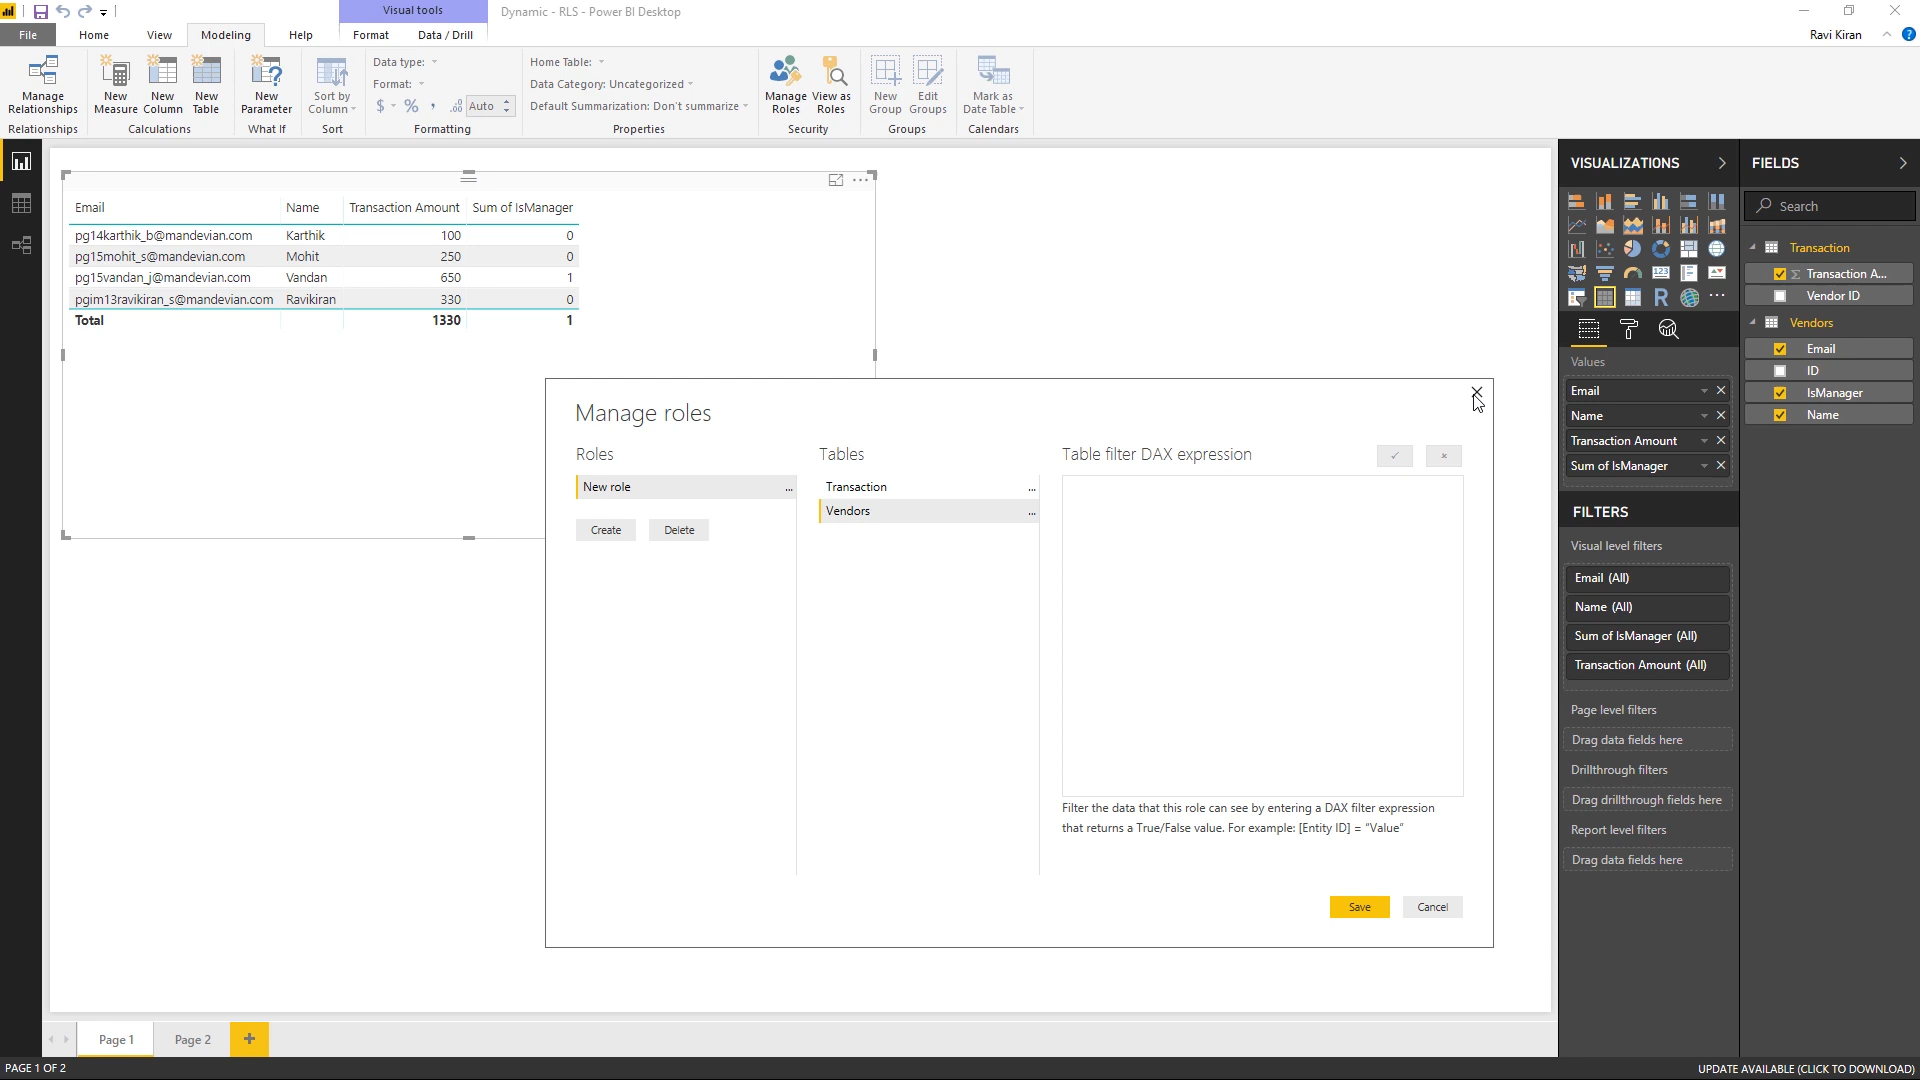 Visual tools
Dynamic - RLS - Power BI Desktop
File Home View Modeling Help Format Data / Drill
Ravi Kiran ?
Manage Relationships
New Measure
New Column
New Table
New Parameter
Sort by Column
Data type:
Format:
$ % , .00 Auto
Home Table:
Data Category: Uncategorized
Default Summarization: Don't summarize
Manage Roles
View as Roles
New Group
Edit Groups
Mark as Date Table
Relationships Calculations What If Sort Formatting Properties Security Groups Calendars
Email Name Transaction Amount Sum of IsManager
pg14karthik_b@mandevian.com Karthik 100 0
pg15mohit_s@mandevian.com Mohit 250 0
pg15vandan_j@mandevian.com Vandan 650 1
pgim13ravikiran_s@mandevian.com Ravikiran 330 0
Total 1330 1
Manage roles
Roles
New role ...
Create Delete
Tables
Transaction ...
Vendors ...
Table filter DAX expression
Filter the data that this role can see by entering a DAX filter expression
that returns a True/False value. For example: [Entity ID] = "Value"
Save Cancel
VISUALIZATIONS
123
R
Values
Email
Name
Transaction Amount
Sum of IsManager
FILTERS
Visual level filters
Email (All)
Name (All)
Sum of IsManager (All)
Transaction Amount (All)
Page level filters
Drag data fields here
Drillthrough filters
Drag drillthrough fields here
Report level filters
Drag data fields here
FIELDS
Search
Transaction
Σ Transaction A...
Vendor ID
Vendors
Email
ID
IsManager
Name
Page 1 Page 2 +
PAGE 1 OF 2
UPDATE AVAILABLE (CLICK TO DOWNLOAD)